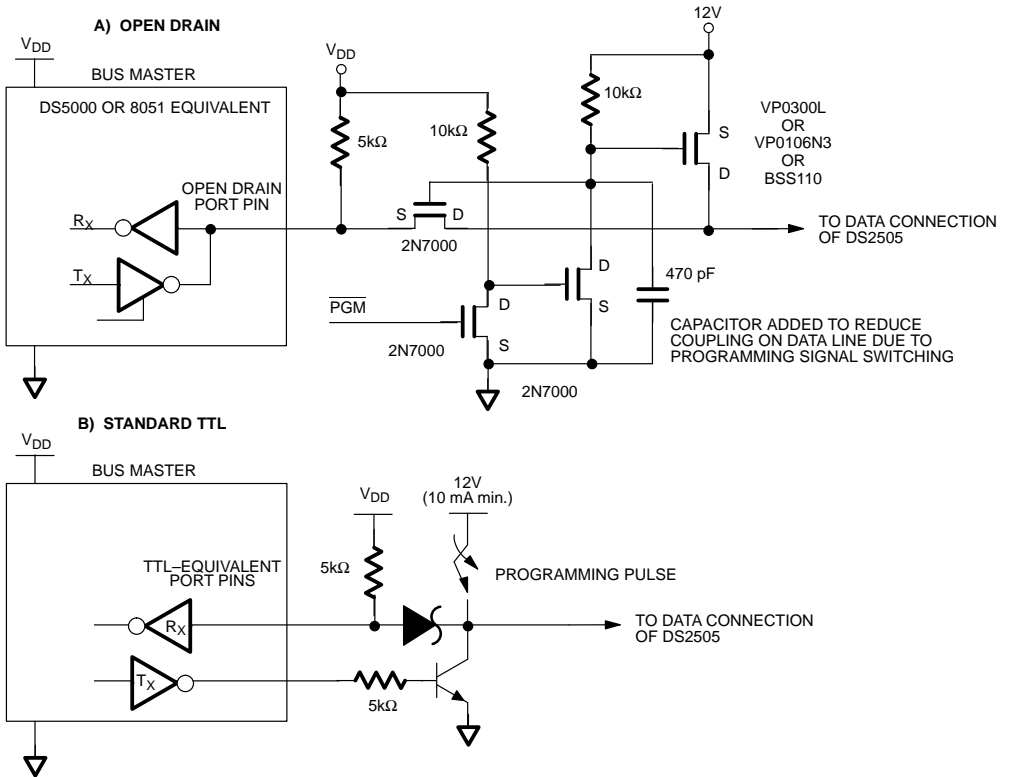 A) OPEN DRAIN
VDD
BUS MASTER
DS5000 OR 8051 EQUIVALENT
OPEN DRAIN
PORT PIN
RX
TX
VDD
5kΩ
10kΩ
S
D
2N7000
PGM
2N7000
D
S
10kΩ
12V
S
D
VP0300L
OR
VP0106N3
OR
BSS110
TO DATA CONNECTION
OF DS2505
D
S
2N7000
470 pF
CAPACITOR ADDED TO REDUCE
COUPLING ON DATA LINE DUE TO
PROGRAMMING SIGNAL SWITCHING
B) STANDARD TTL
VDD
BUS MASTER
TTL–EQUIVALENT
PORT PINS
RX
TX
VDD
5kΩ
12V
(10 mA min.)
PROGRAMMING PULSE
TO DATA CONNECTION
OF DS2505
5kΩ